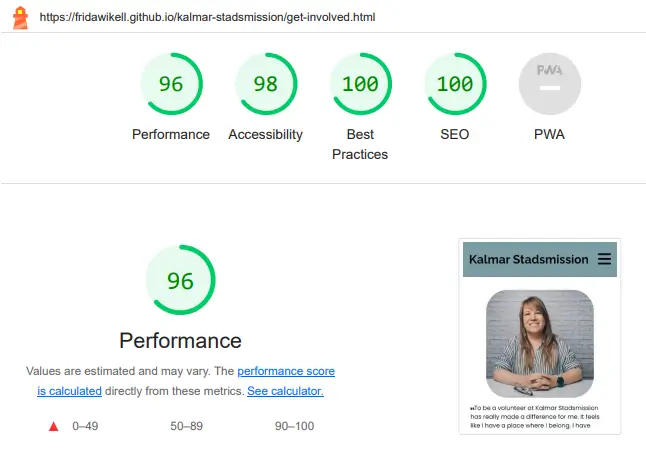 https://fridawikell.github.io/kalmar-stadsmission/get-involved.html
96 98 100 100 PWA
Performance Accessibility Best Practices SEO PWA
96
Performance
Values are estimated and may vary. The performance score
is calculated directly from these metrics. See calculator.
0–49 50–89 90–100
Kalmar Stadsmission
❝To be a volunteer at Kalmar Stadsmission
has really made a difference for me. It feels
like I have a place where I belong. I have